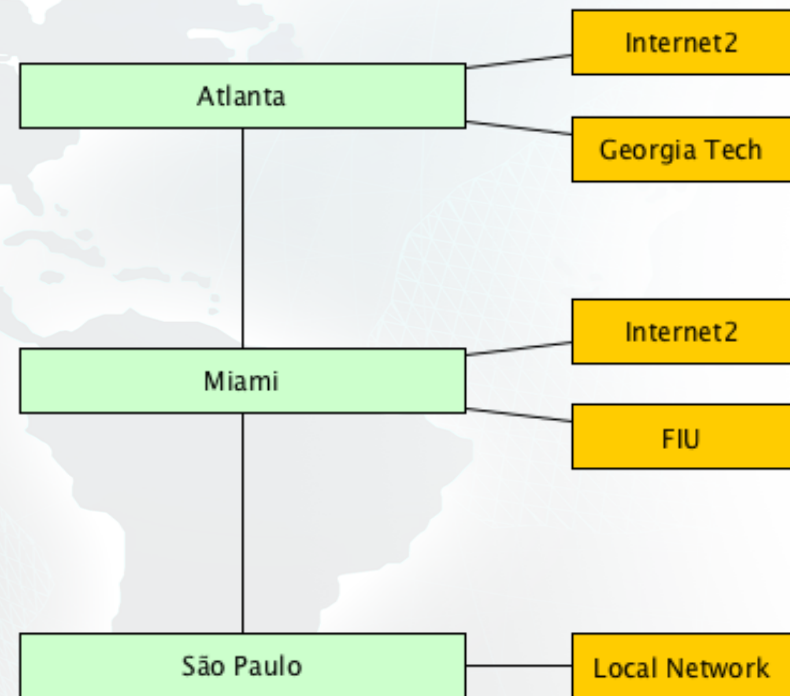 Internet2
Atlanta
Georgia Tech
Internet2
Miami
FIU
São Paulo
Local Network